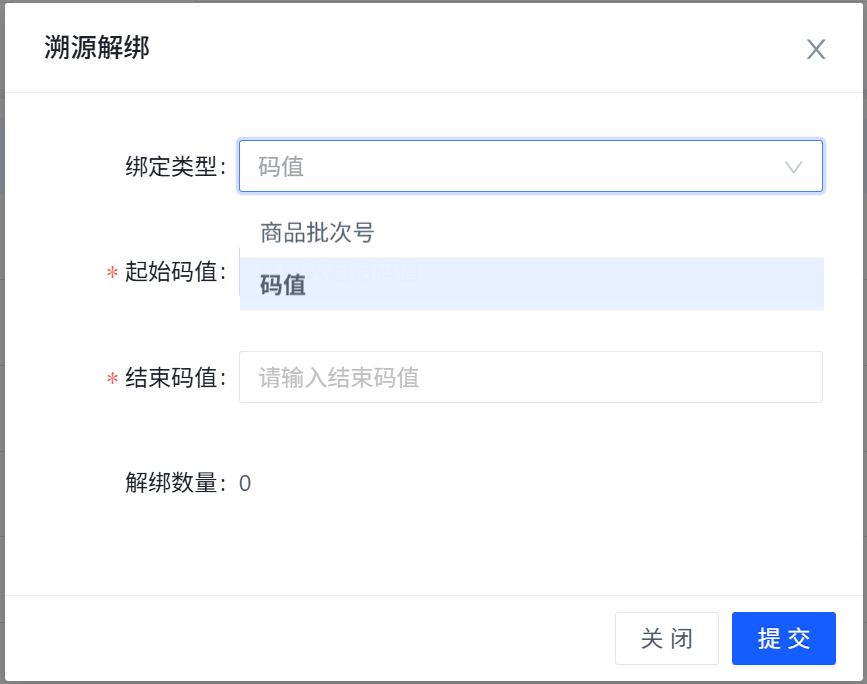 溯源解绑
绑定类型: 码值
商品批次号
* 起始码值:
码值
* 结束码值: 请输入结束码值
解绑数量: 0
关 闭 提 交